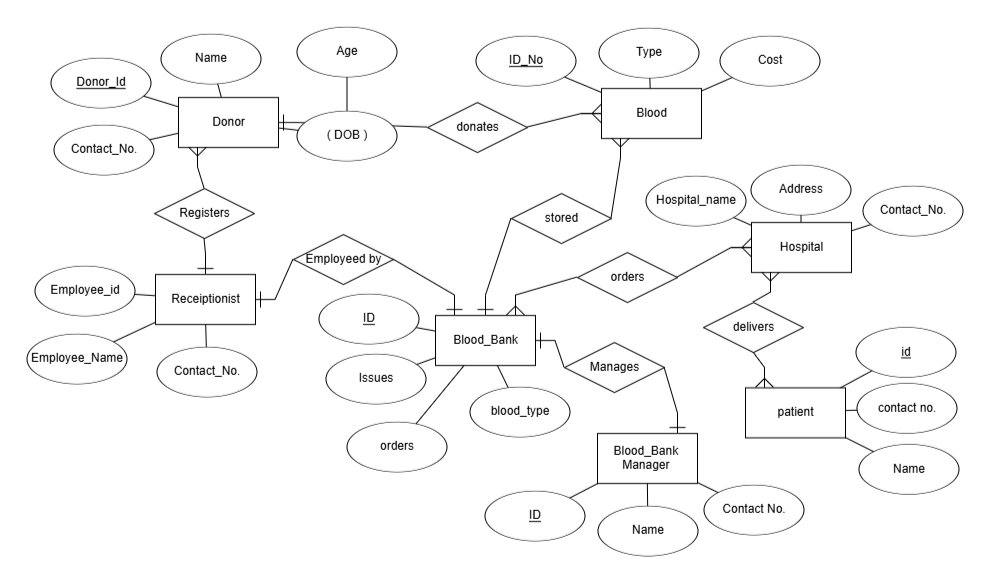 Age
Name
ID_No
Type
Cost
Donor_Id
Donor
Blood
( DOB )
donates
Contact_No.
Hospital_name
Address
Contact_No.
Registers
stored
Hospital
Employeed by
orders
Employee_id
Receiptionist
ID
Blood_Bank
delivers
Employee_Name
Contact_No.
Issues
Manages
id
blood_type
patient
contact no.
orders
Blood_Bank
Manager
Name
ID
Name
Contact No.